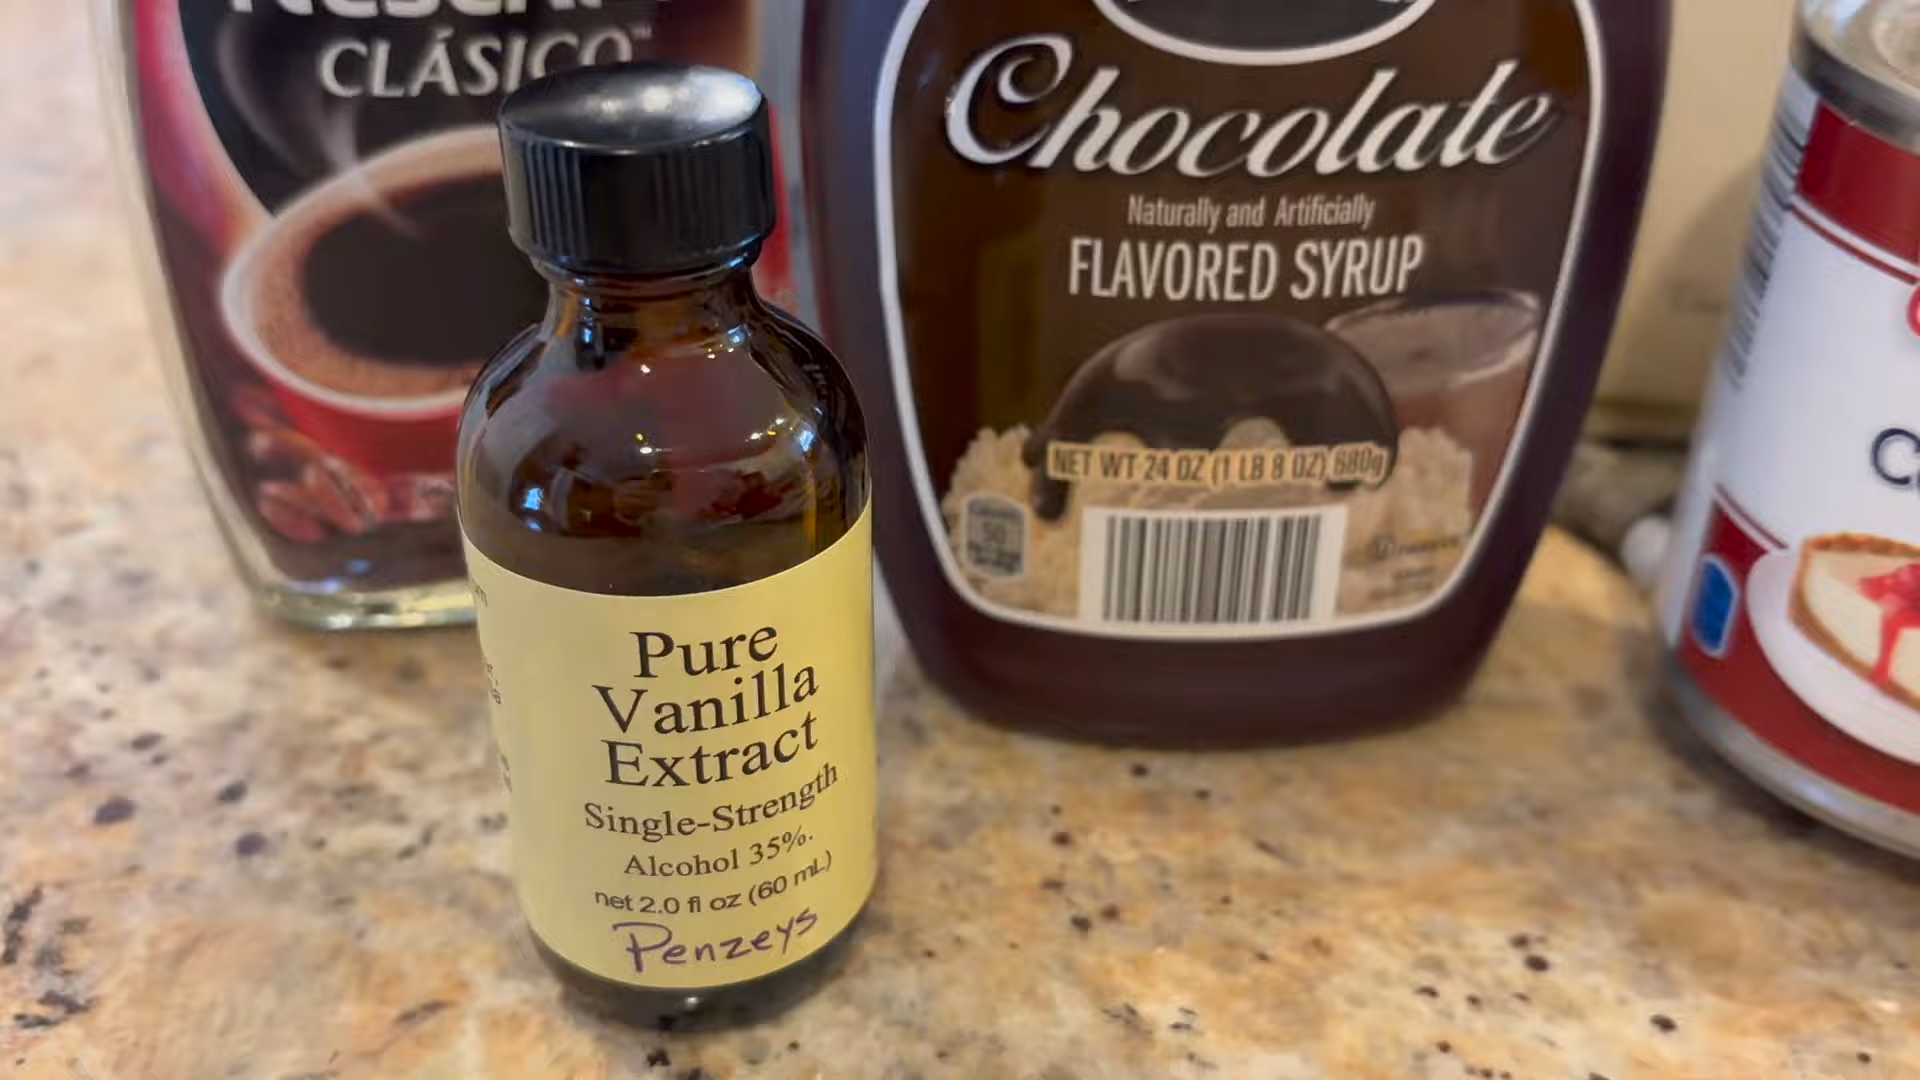 CLÁSICO™
Chocolate
Naturally and Artificially
FLAVORED SYRUP
NET WT 24 OZ (1 LB 8 OZ) 680g
Pure
Vanilla
Extract
Single-Strength
Alcohol 35%.
net 2.0 fl oz (60 mL)
Penzeys